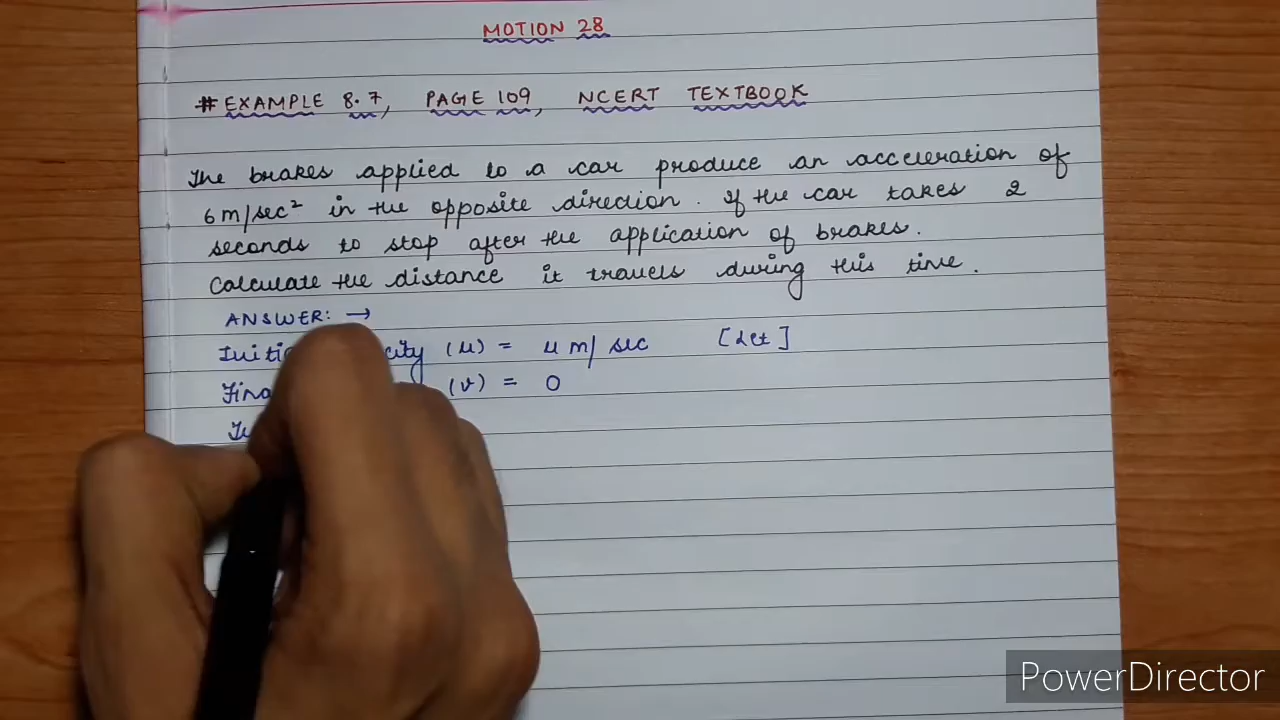 MOTION 28
# EXAMPLE 8.7, PAGE 109, NCERT TEXTBOOK
The brakes applied to a car produce an acceleration of
6 m/sec² in the opposite direction. If the car takes 2
seconds to stop after the application of brakes.
Calculate the distance it travels during this time.
ANSWER: →
(u) = u m/sec [Let]
(v) = 0
PowerDirector